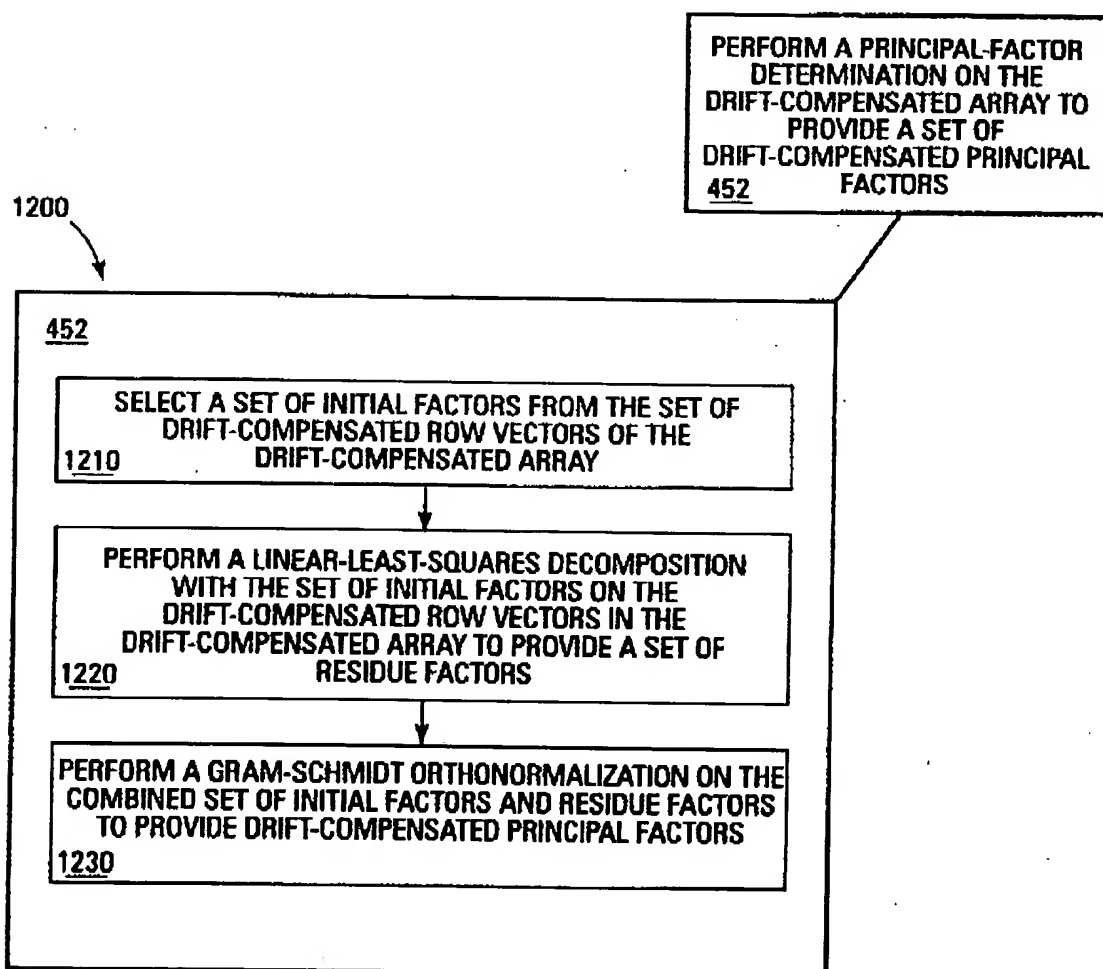 PERFORM A PRINCIPAL-FACTOR
DETERMINATION ON THE
DRIFT-COMPENSATED ARRAY TO
PROVIDE A SET OF
DRIFT-COMPENSATED PRINCIPAL
452 FACTORS
1200
452
SELECT A SET OF INITIAL FACTORS FROM THE SET OF
DRIFT-COMPENSATED ROW VECTORS OF THE
1210 DRIFT-COMPENSATED ARRAY
PERFORM A LINEAR-LEAST-SQUARES DECOMPOSITION
WITH THE SET OF INITIAL FACTORS ON THE
DRIFT-COMPENSATED ROW VECTORS IN THE
DRIFT-COMPENSATED ARRAY TO PROVIDE A SET OF
1220 RESIDUE FACTORS
PERFORM A GRAM-SCHMIDT ORTHONORMALIZATION ON THE
COMBINED SET OF INITIAL FACTORS AND RESIDUE FACTORS
TO PROVIDE DRIFT-COMPENSATED PRINCIPAL FACTORS
1230